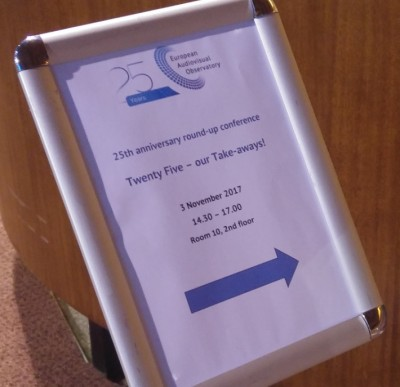 25
years
European
Audiovisual
Observatory
25th anniversary round-up conference
Twenty Five – our Take-aways!
3 November 2017
14.30 – 17.00
Room 10, 2nd floor